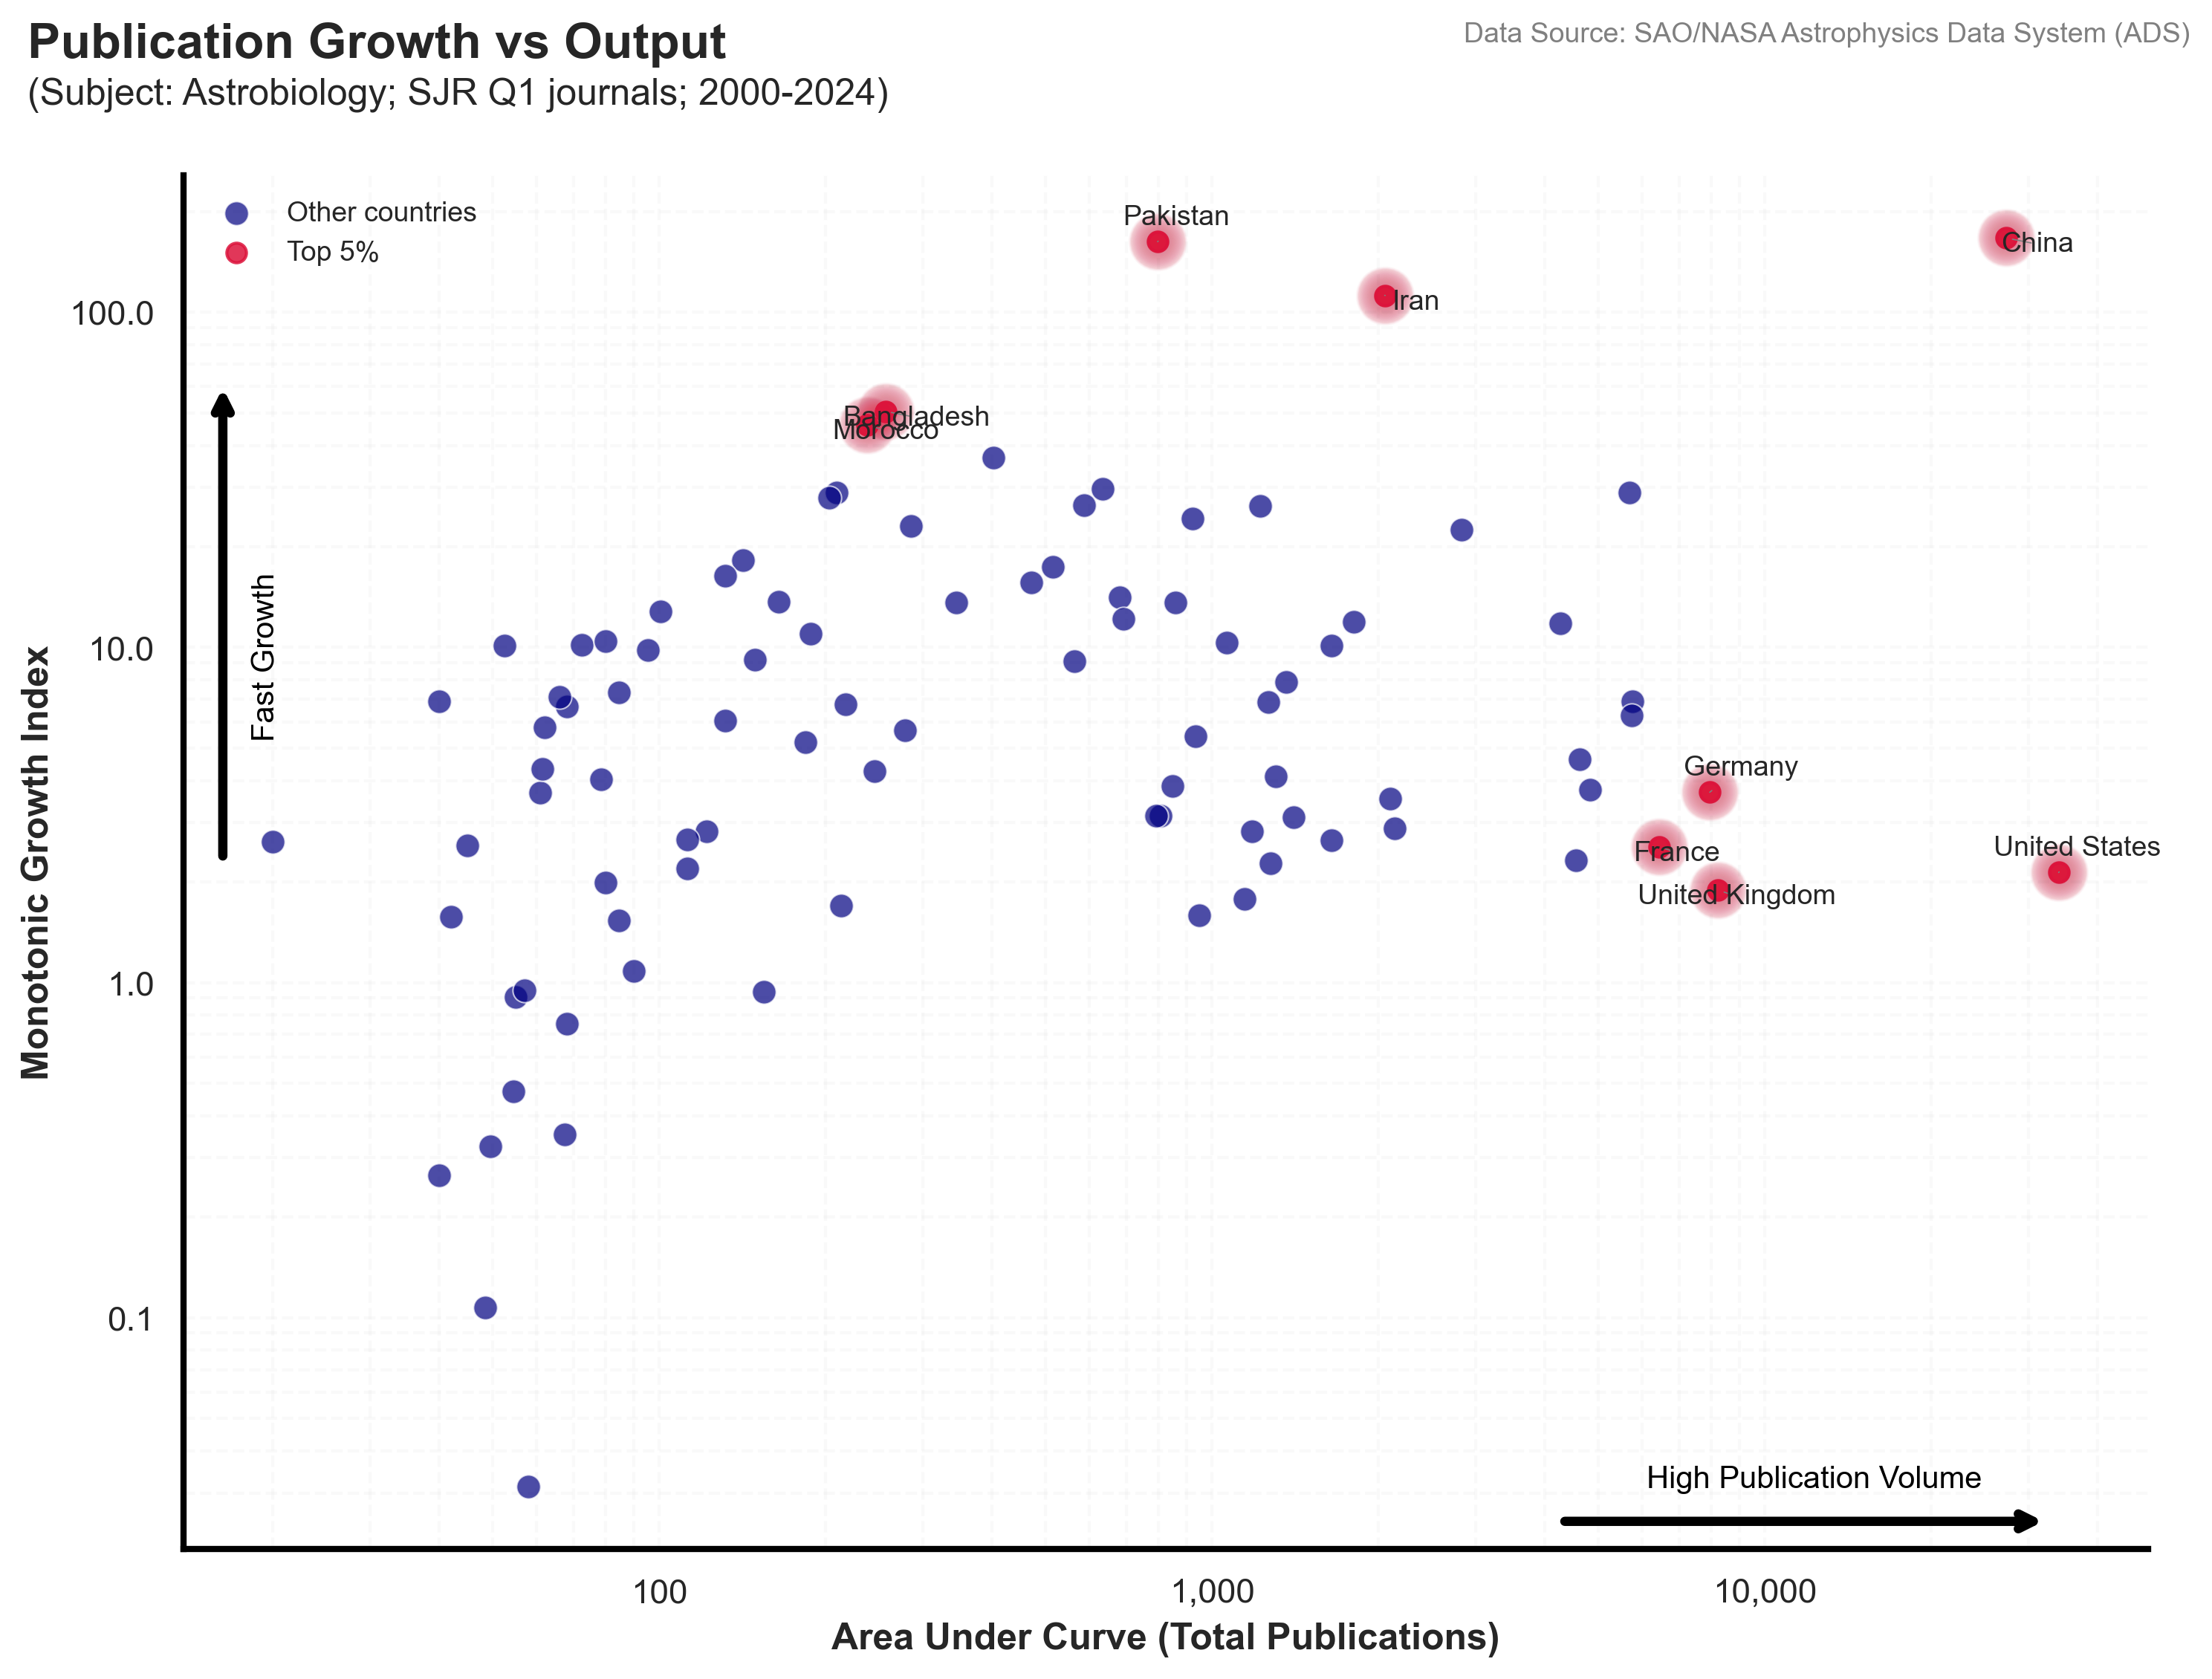 Publication Growth vs Output
(Subject: Astrobiology; SJR Q1 journals; 2000-2024)
Data Source: SAO/NASA Astrophysics Data System (ADS)
Other countries
Top 5%
Pakistan
China
Iran
Bangladesh
Morocco
Germany
France
United States
United Kingdom
Fast Growth
High Publication Volume
Monotonic Growth Index
100.0
10.0
1.0
0.1
100
1,000
10,000
Area Under Curve (Total Publications)